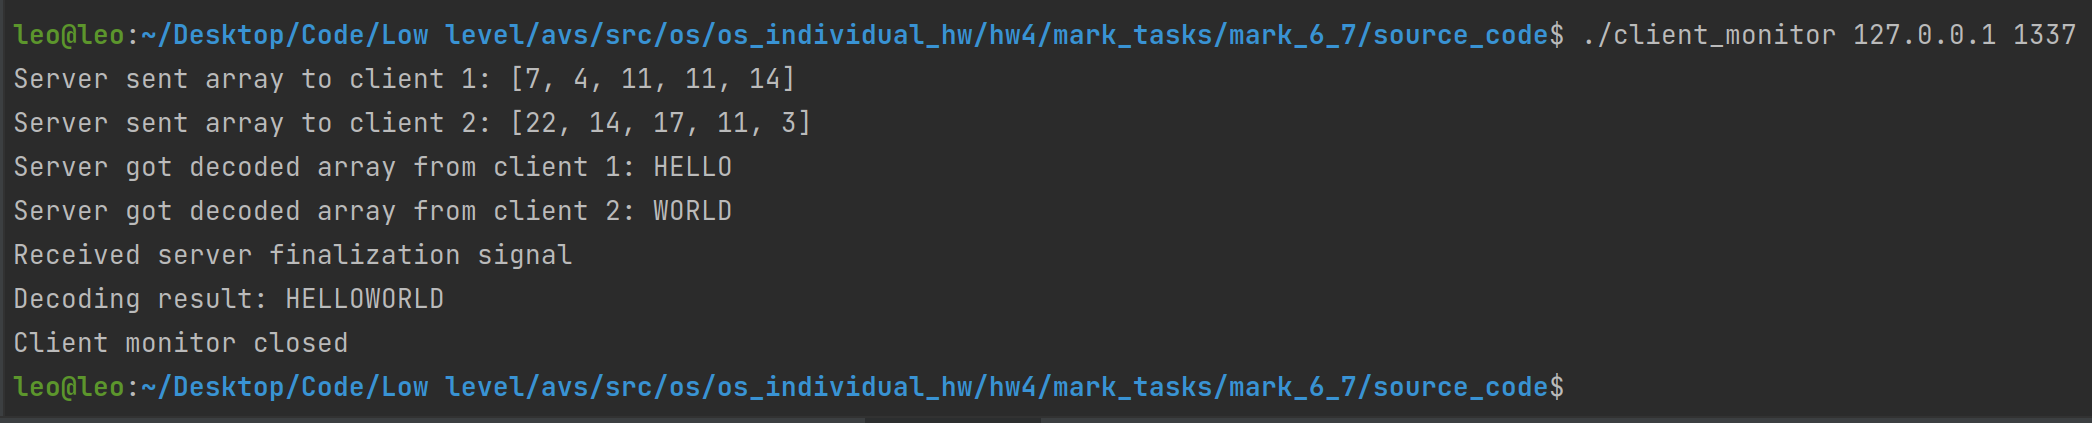 leo@leo:~/Desktop/Code/Low level/avs/src/os/os_individual_hw/hw4/mark_tasks/mark_6_7/source_code$ ./client_monitor 127.0.0.1 1337
Server sent array to client 1: [7, 4, 11, 11, 14]
Server sent array to client 2: [22, 14, 17, 11, 3]
Server got decoded array from client 1: HELLO
Server got decoded array from client 2: WORLD
Received server finalization signal
Decoding result: HELLOWORLD
Client monitor closed
leo@leo:~/Desktop/Code/Low level/avs/src/os/os_individual_hw/hw4/mark_tasks/mark_6_7/source_code$